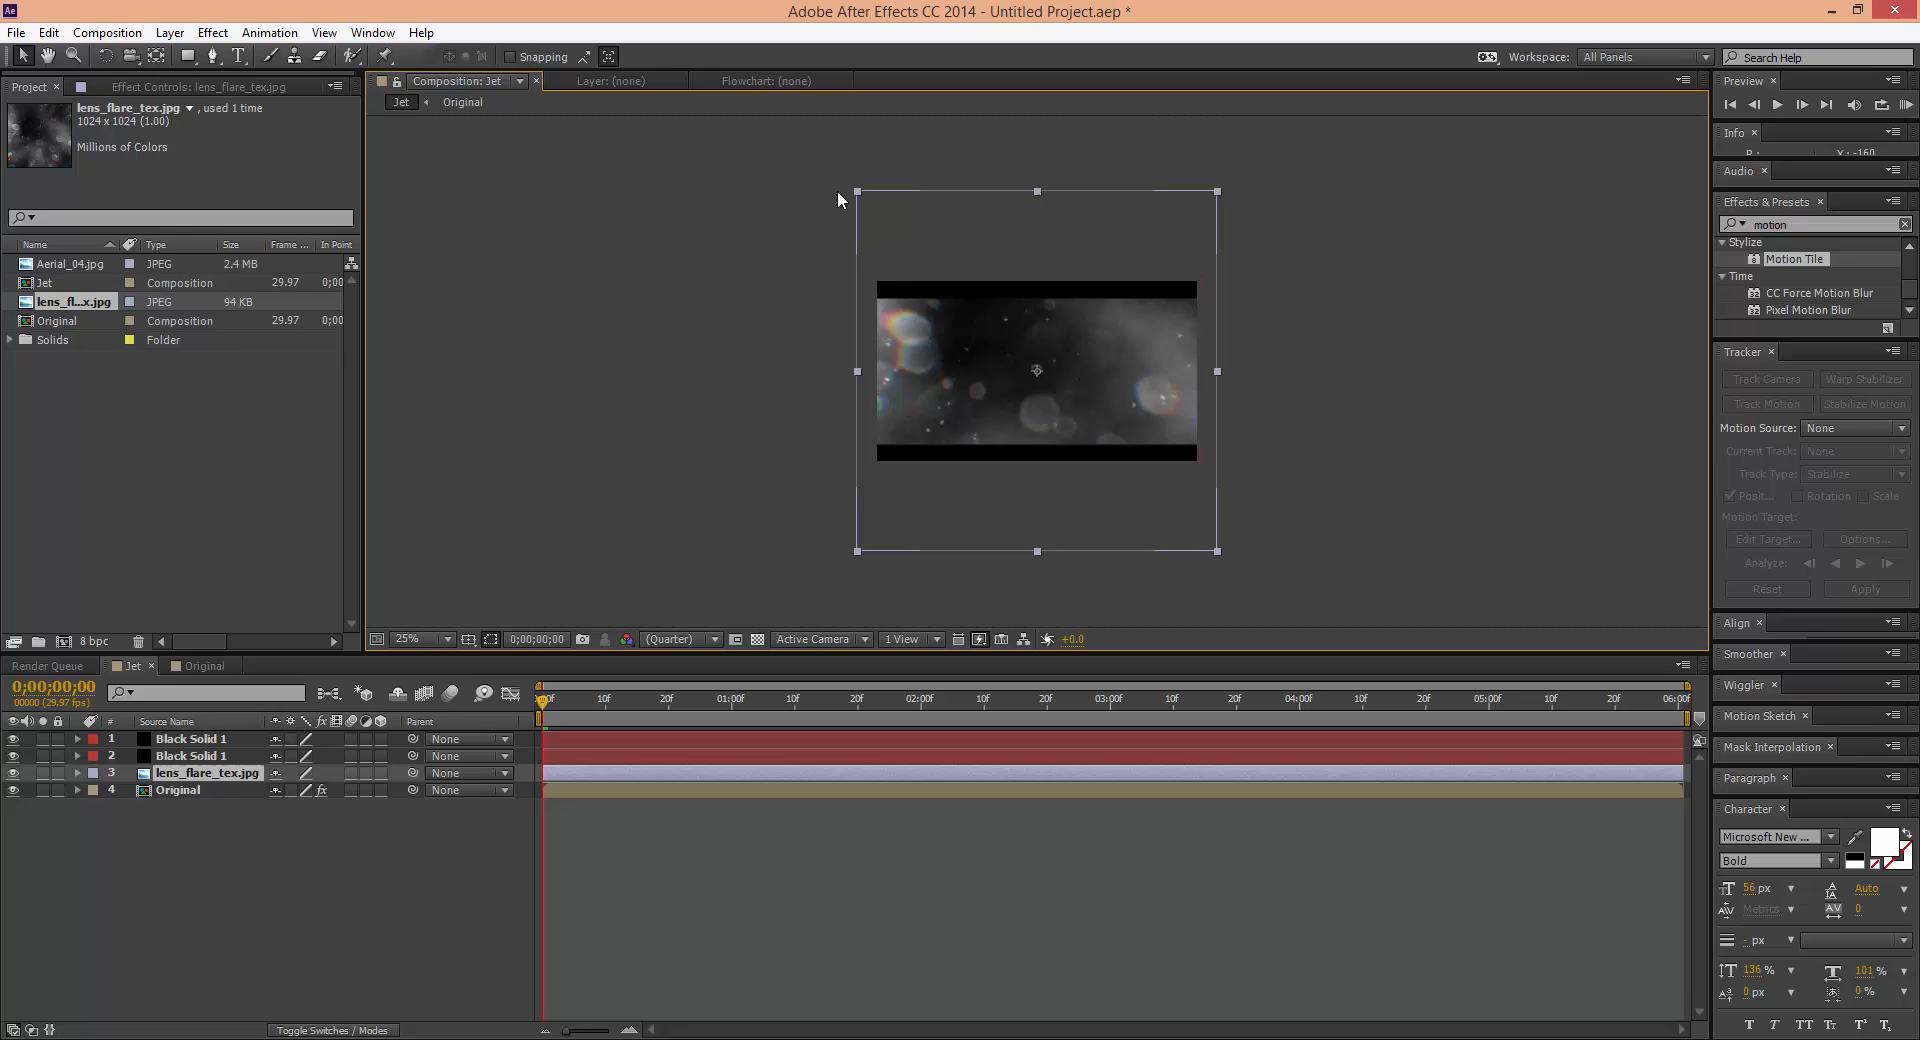 Ae
Adobe After Effects CC 2014 - Untitled Project.aep *
File Edit Composition Layer Effect Animation View Window Help
Snapping
Workspace: All Panels
Search Help
Project × Effect Controls: lens_flare_tex.jpg
lens_flare_tex.jpg ▼ , used 1 time
1024 x 1024 (1.00)
Millions of Colors
Name Type Size Frame ... In Point
Aerial_04.jpg JPEG 2.4 MB
Jet Composition 29.97 0;00
lens_fl...x.jpg JPEG 94 KB
Original Composition 29.97 0;00
Solids Folder
8 bpc
Composition: Jet Layer: (none) Flowchart: (none)
Jet Original
25% 0;00;00;00 (Quarter) Active Camera 1 View +0.0
Preview ×
Info ×
Audio ×
Effects & Presets ×
motion
Stylize
Motion Tile
Time
CC Force Motion Blur
Pixel Motion Blur
Tracker ×
Track Camera Warp Stabilizer
Track Motion Stabilize Motion
Motion Source: None
Current Track: None
Track Type: Stabilize
Posit... Rotation Scale
Motion Target:
Edit Target... Options...
Analyze:
Reset Apply
Align ×
Smoother ×
Wiggler ×
Motion Sketch ×
Mask Interpolation ×
Paragraph ×
Character ×
Microsoft New ...
Bold
56 px Auto
Metrics 0
- px
136 % 101 %
0 px 0 %
T T TT Tt T¹ T₁
Render Queue Jet × Original
0;00;00;00
00000 (29.97 fps)
10f 20f 01:00f 10f 20f 02:00f 10f 20f 03:00f 10f 20f 04:00f 10f 20f 05:00f 10f 20f 06:00f
# Source Name fx Parent
1 Black Solid 1 None
2 Black Solid 1 None
3 lens_flare_tex.jpg None
4 Original fx None
Toggle Switches / Modes